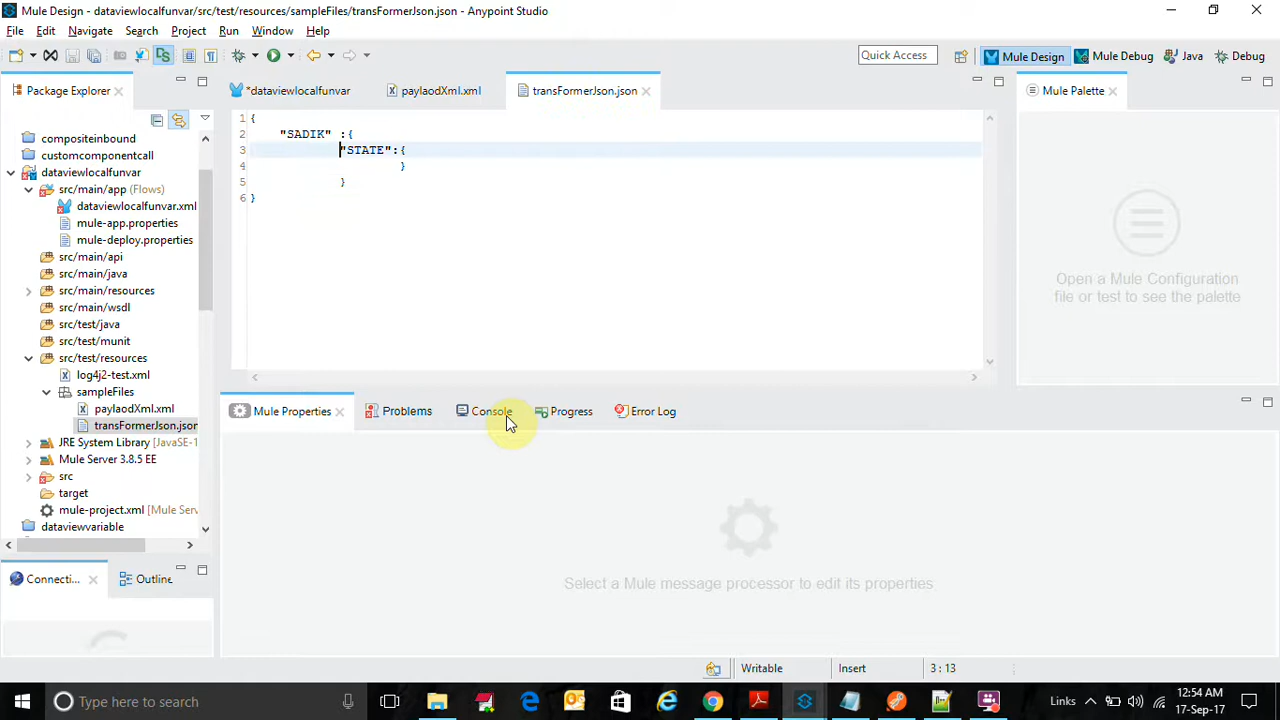 Mule Design - dataviewlocalfunvar/src/test/resources/sampleFiles/transFormerJson.json - Anypoint Studio
File Edit Navigate Search Project Run Window Help
Quick Access
Mule Design
Mule Debug
Java
Debug
Package Explorer
*dataviewlocalfunvar
paylaodXml.xml
transFormerJson.json
Mule Palette
compositeinbound
customcomponentcall
dataviewlocalfunvar
src/main/app (Flows)
dataviewlocalfunvar.xml
mule-app.properties
mule-deploy.properties
src/main/api
src/main/java
src/main/resources
src/main/wsdl
src/test/java
src/test/munit
src/test/resources
log4j2-test.xml
sampleFiles
paylaodXml.xml
transFormerJson.json
JRE System Library [JavaSE-1
Mule Server 3.8.5 EE
src
target
mule-project.xml [Mule Serv
dataviewvariable
1 {
2 "SADIK" :{
3 "STATE":{
4 }
5 }
6 }
Open a Mule Configuration
file or test to see the palette
Mule Properties
Problems
Console
Progress
Error Log
Select a Mule message processor to edit its properties
Connecti...
Outline
Writable
Insert
3 : 13
Type here to search
Links
12:54 AM
17-Sep-17